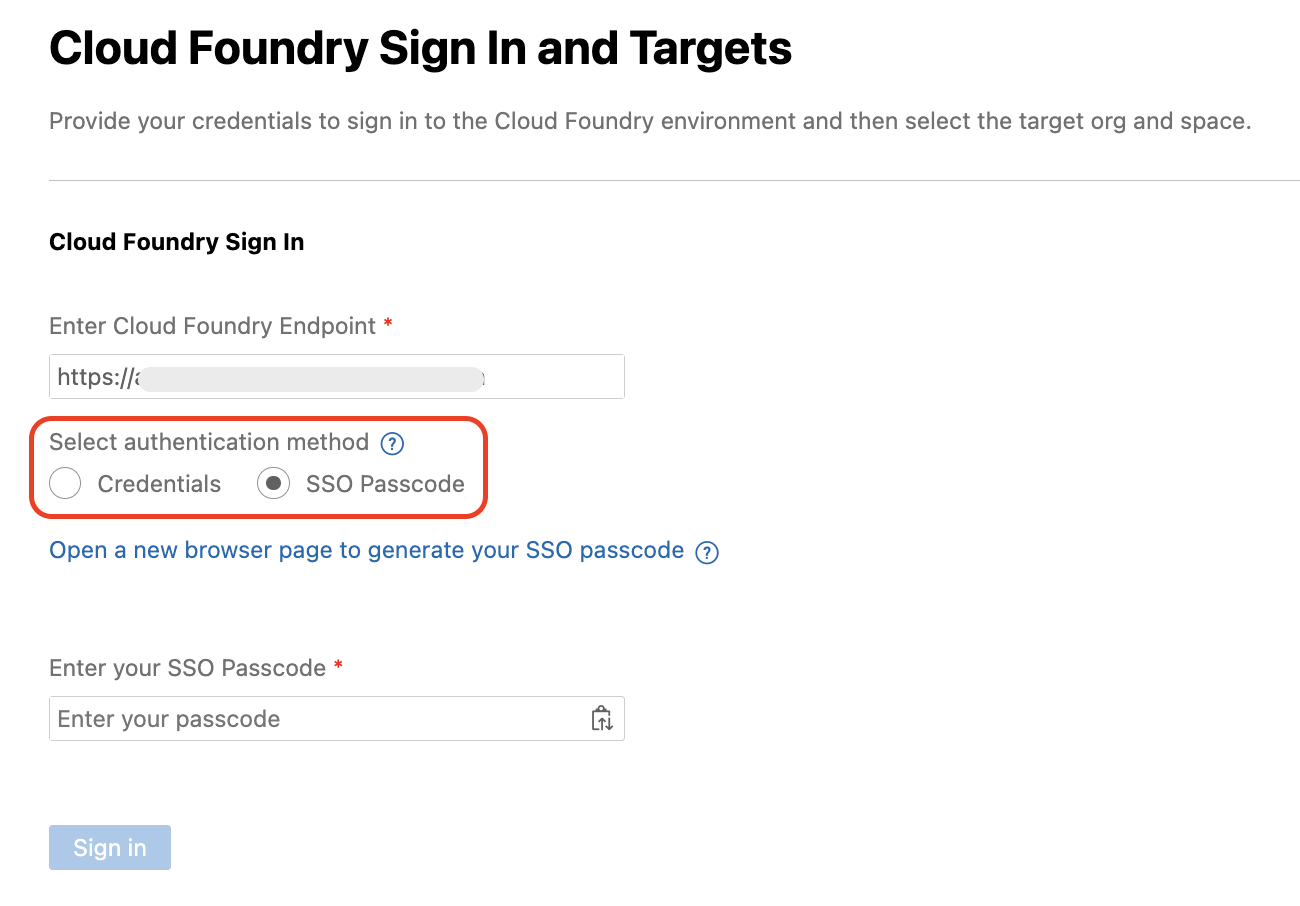 Cloud Foundry Sign In and Targets
Provide your credentials to sign in to the Cloud Foundry environment and then select the target org and space.
Cloud Foundry Sign In
Enter Cloud Foundry Endpoint *
https://
Select authentication method ?
Credentials SSO Passcode
Open a new browser page to generate your SSO passcode ?
Enter your SSO Passcode *
Enter your passcode
Sign in